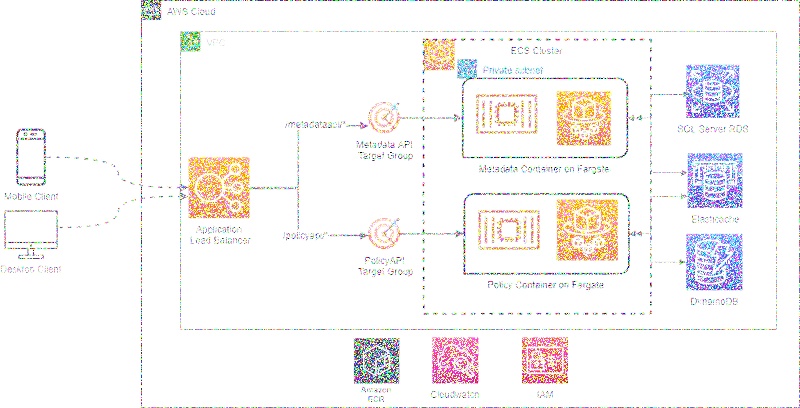 AWS Cloud
VPC
ECS Cluster
Private subnet
SQL Server RDS
Metadata API
Target Group
Metadata Container on Fargate
Mobile Client
Elasticache
Application
Load Balancer
PolicyAPI
Target Group
Desktop Client
Policy Container on Fargate
DynamoDB
Amazon
ECR
Cloudwatch
IAM